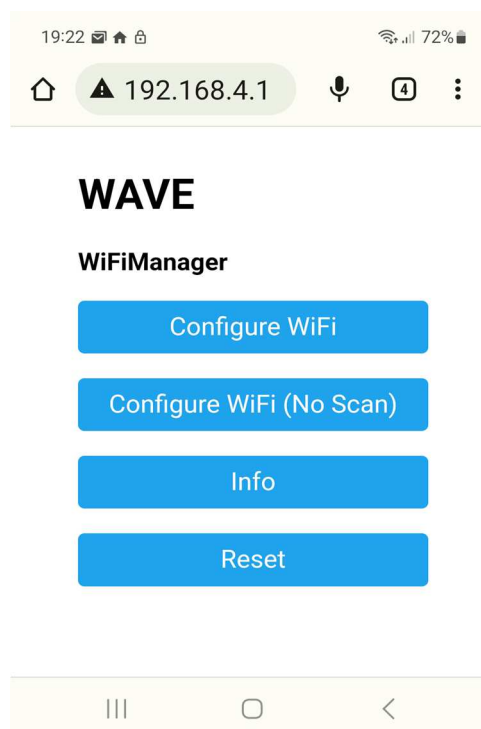 19:22 72%
192.168.4.1 4
WAVE
WiFiManager
Configure WiFi
Configure WiFi (No Scan)
Info
Reset